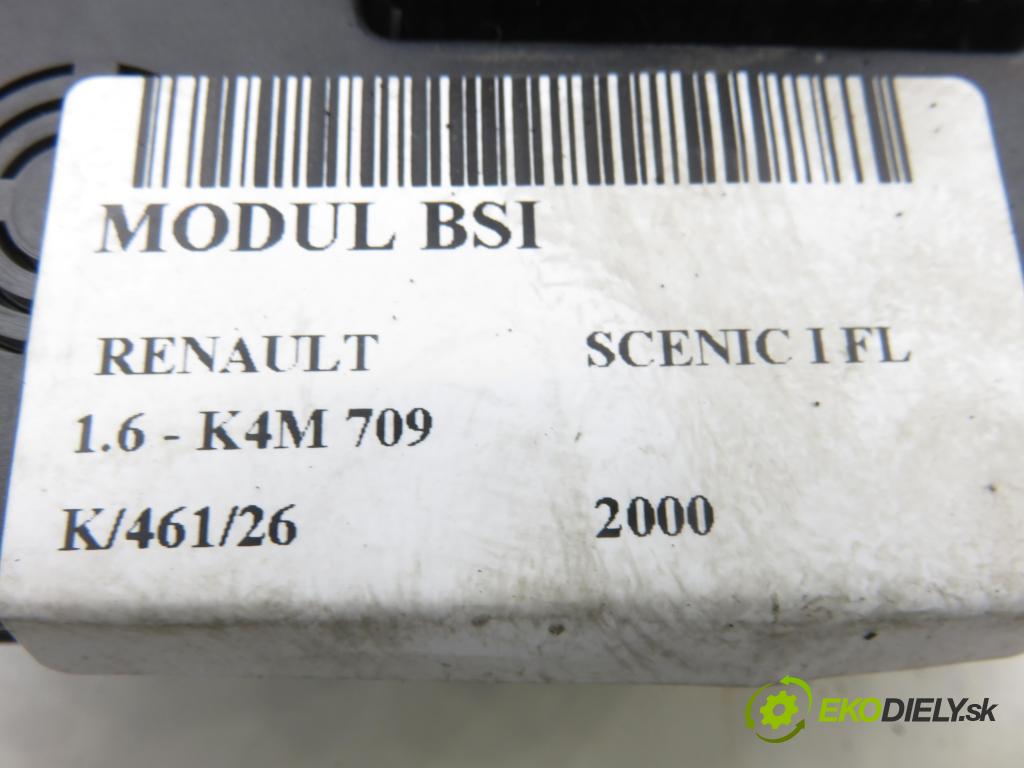 MODUL BSI
RENAULT SCENIC I FL
1.6 - K4M 709
K/461/26 2000
EKODIELY.sk